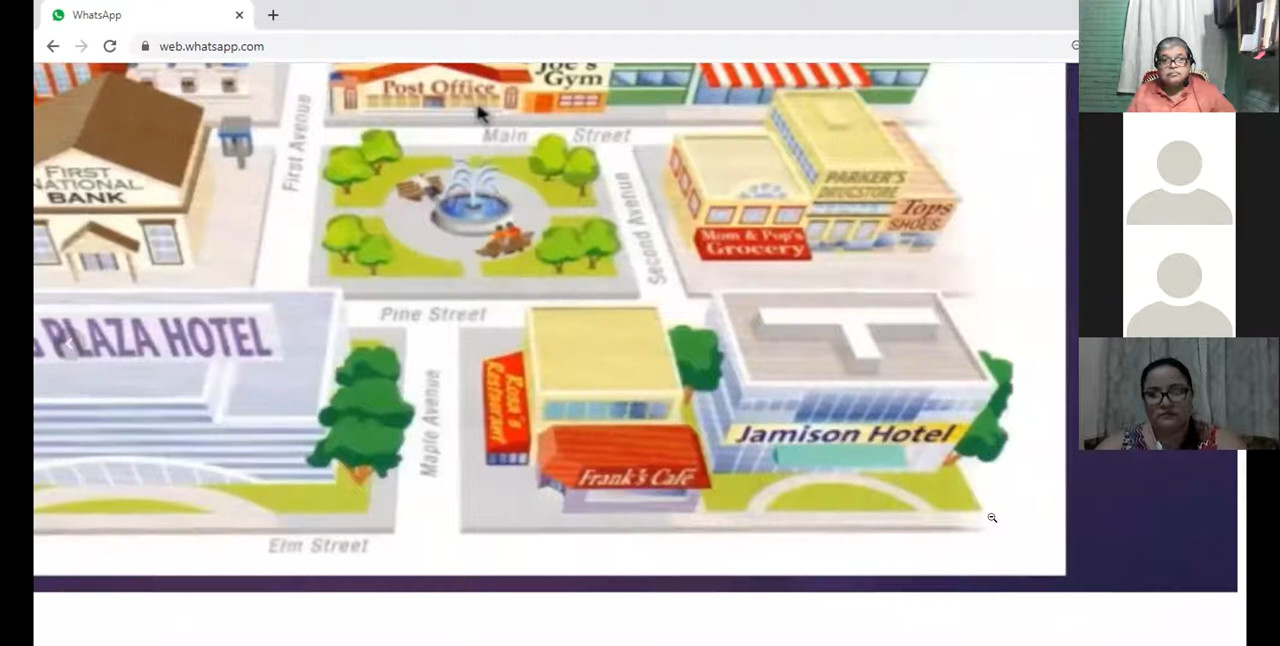 WhatsApp
web.whatsapp.com
Post Office
Joe's
Gym
Main Street
First Avenue
FIRST
NATIONAL
BANK
Second Avenue
PARKER'S
DRUGSTORE
Tops
SHOES
Mom & Pop's
Grocery
PLAZA HOTEL
Pine Street
Maple Avenue
Rosa's
Restaurant
Frank's Café
Jamison Hotel
Elm Street